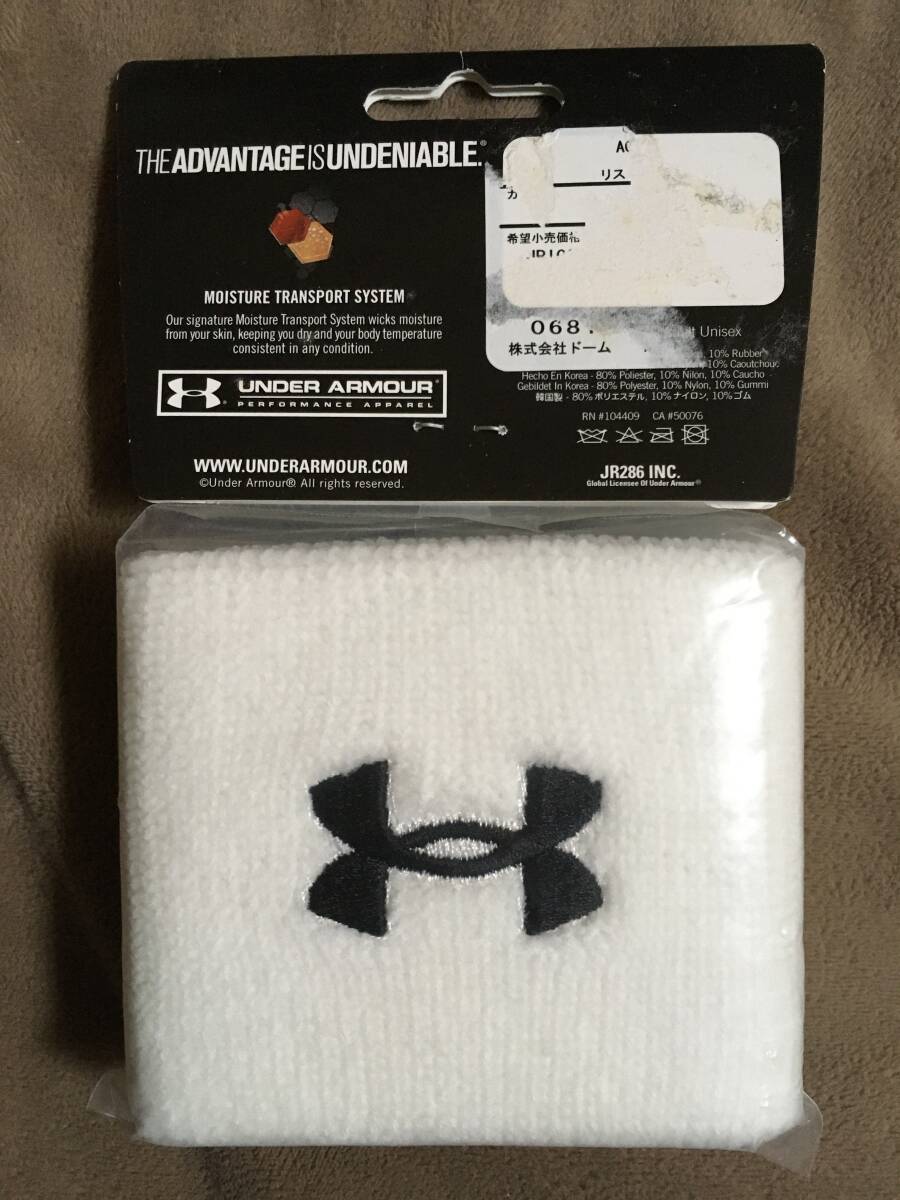 THE ADVANTAGE IS UNDENIABLE.®
MOISTURE TRANSPORT SYSTEM
Our signature Moisture Transport System wicks moisture
from your skin, keeping you dry and your body temperature
consistent in any condition.
UNDER ARMOUR®
PERFORMANCE APPAREL
WWW.UNDERARMOUR.COM
©Under Armour® All rights reserved.
リス
カ
希望小売価格
068.
株式会社ドーム
Unisex
, 10% Rubber
10% Caoutchouc
Hecho En Korea - 80% Poliester, 10% Nilon, 10% Caucho
Gebildet In Korea - 80% Polyester, 10% Nylon, 10% Gummi
韓国製 - 80% ポリエステル, 10% ナイロン, 10% ゴム
RN #104409 CA #50076
JR286 INC.
Global Licensee Of Under Armour®